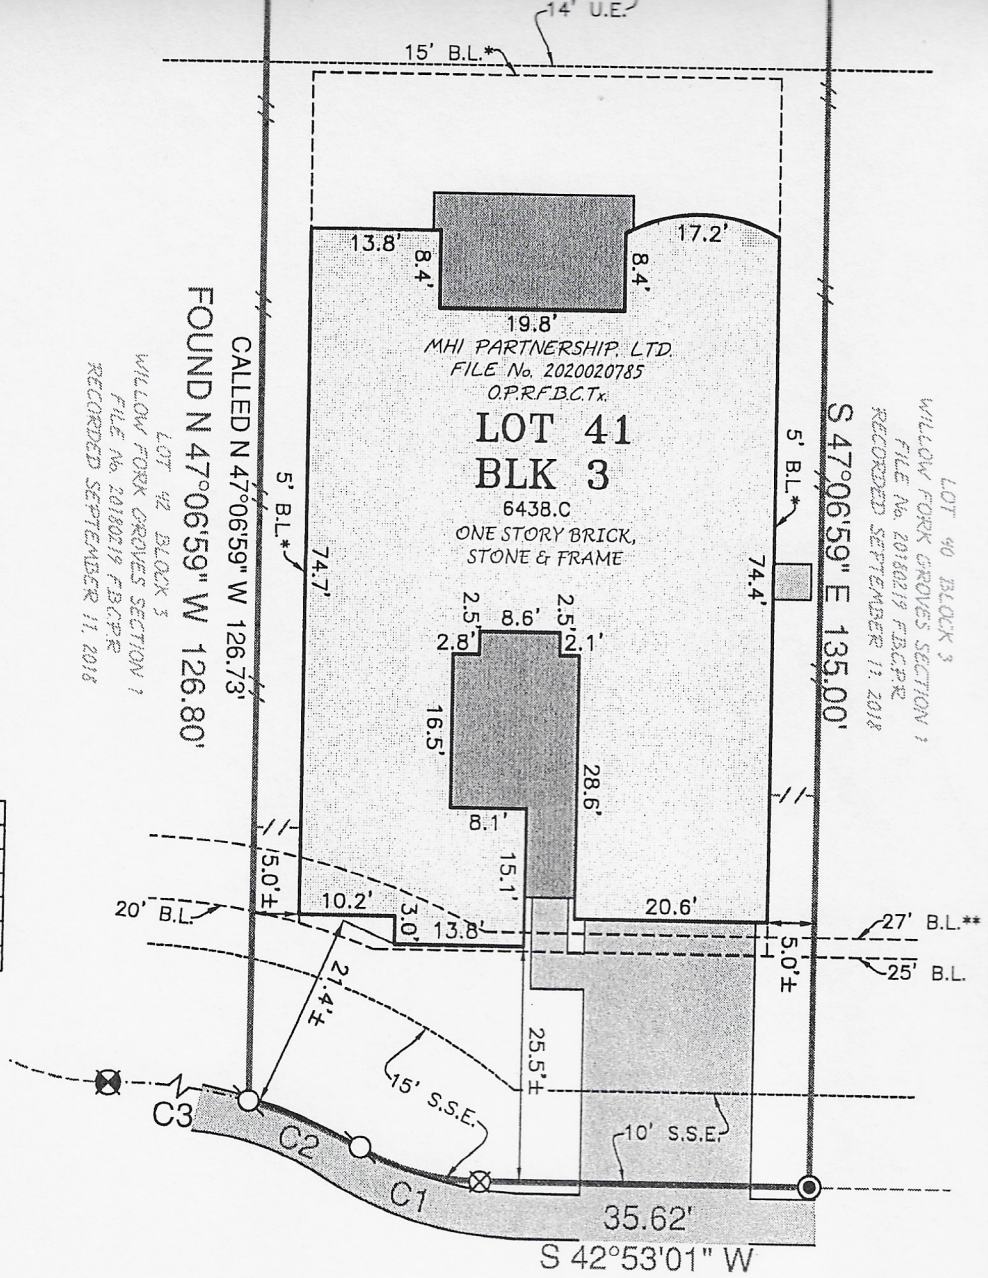 14' U.E.
15' B.L.*
13.8'
8.4'
8.4'
17.2'
19.8'
MHI PARTNERSHIP, LTD.
FILE No. 2020020785
O.P.R.F.B.C.Tx.
LOT 41
BLK 3
6438.C
ONE STORY BRICK,
STONE & FRAME
5' B.L.*
74.7'
5' B.L.*
74.4'
CALLED N 47°06'59" W 126.73'
FOUND N 47°06'59" W 126.80'
LOT 42 BLOCK 3
WILLOW FORK GROVES SECTION 1
FILE No. 20180219 F.B.C.P.R
RECORDED SEPTEMBER 11, 2018
S 47°06'59" E 135.00'
LOT 40 BLOCK 3
WILLOW FORK GROVES SECTION 1
FILE No. 20180219 F.B.C.P.R
RECORDED SEPTEMBER 11, 2018
2.5'
8.6'
2.5'
2.8'
2.1'
16.5'
28.6'
8.1'
15.1'
5.0'±
10.2'
3.0'
13.8'
20.6'
20' B.L.
27' B.L.**
25' B.L.
5.0'±
21.4'±
25.5'±
15' S.S.E.
10' S.S.E.
C3
C2
C1
35.62'
S 42°53'01" W